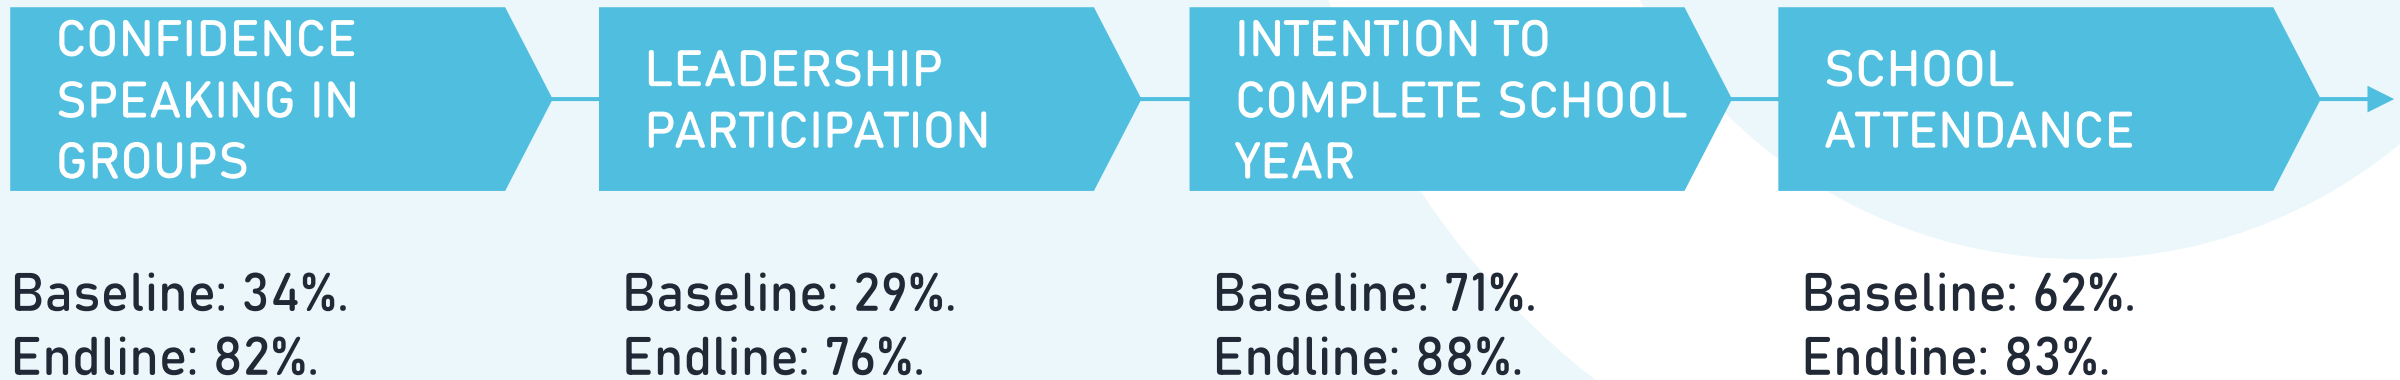 CONFIDENCE
SPEAKING IN
GROUPS
Baseline: 34%.
Endline: 82%.
LEADERSHIP
PARTICIPATION
Baseline: 29%.
Endline: 76%.
INTENTION TO
COMPLETE SCHOOL
YEAR
Baseline: 71%.
Endline: 88%.
SCHOOL
ATTENDANCE
Baseline: 62%.
Endline: 83%.